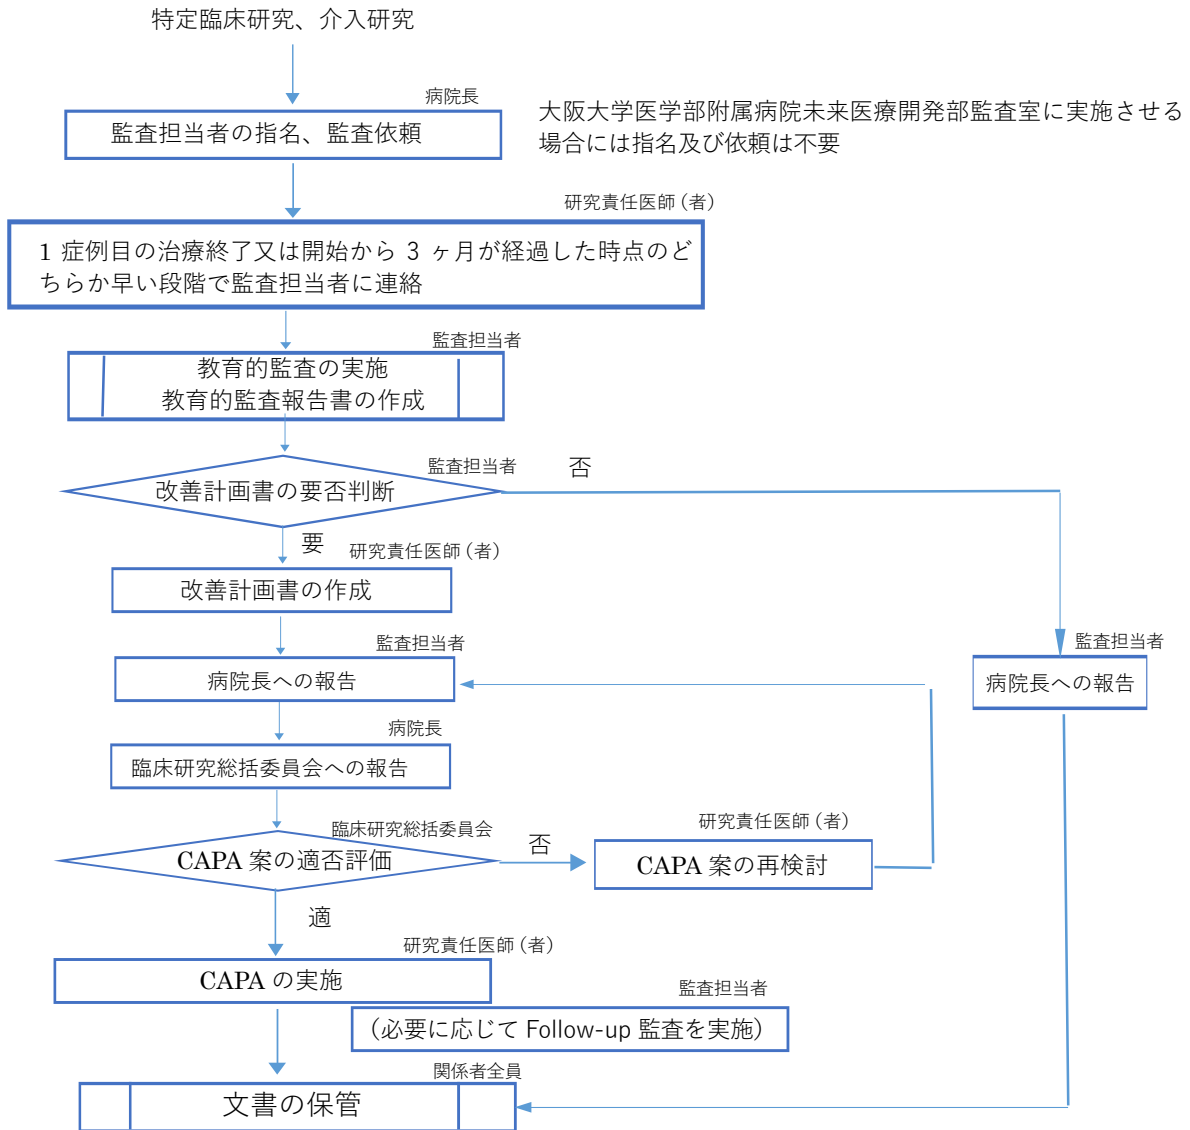 特定臨床研究、介入研究
病院長
監査担当者の指名、監査依頼
大阪大学医学部附属病院未来医療開発部監査室に実施させる
場合には指名及び依頼は不要
研究責任医師(者)
1 症例目の治療終了又は開始から 3 ヶ月が経過した時点のど
ちらか早い段階で監査担当者に連絡
監査担当者
教育的監査の実施
教育的監査報告書の作成
監査担当者
否
改善計画書の要否判断
要
研究責任医師(者)
改善計画書の作成
監査担当者
病院長への報告
監査担当者
病院長への報告
病院長
臨床研究総括委員会への報告
臨床研究総括委員会
CAPA 案の適否評価
否
研究責任医師(者)
CAPA 案の再検討
適
研究責任医師(者)
CAPA の実施
監査担当者
(必要に応じて Follow-up 監査を実施)
関係者全員
文書の保管